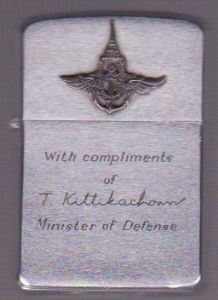 With compliments
of
T. Kittikachorn
Minister of Defense